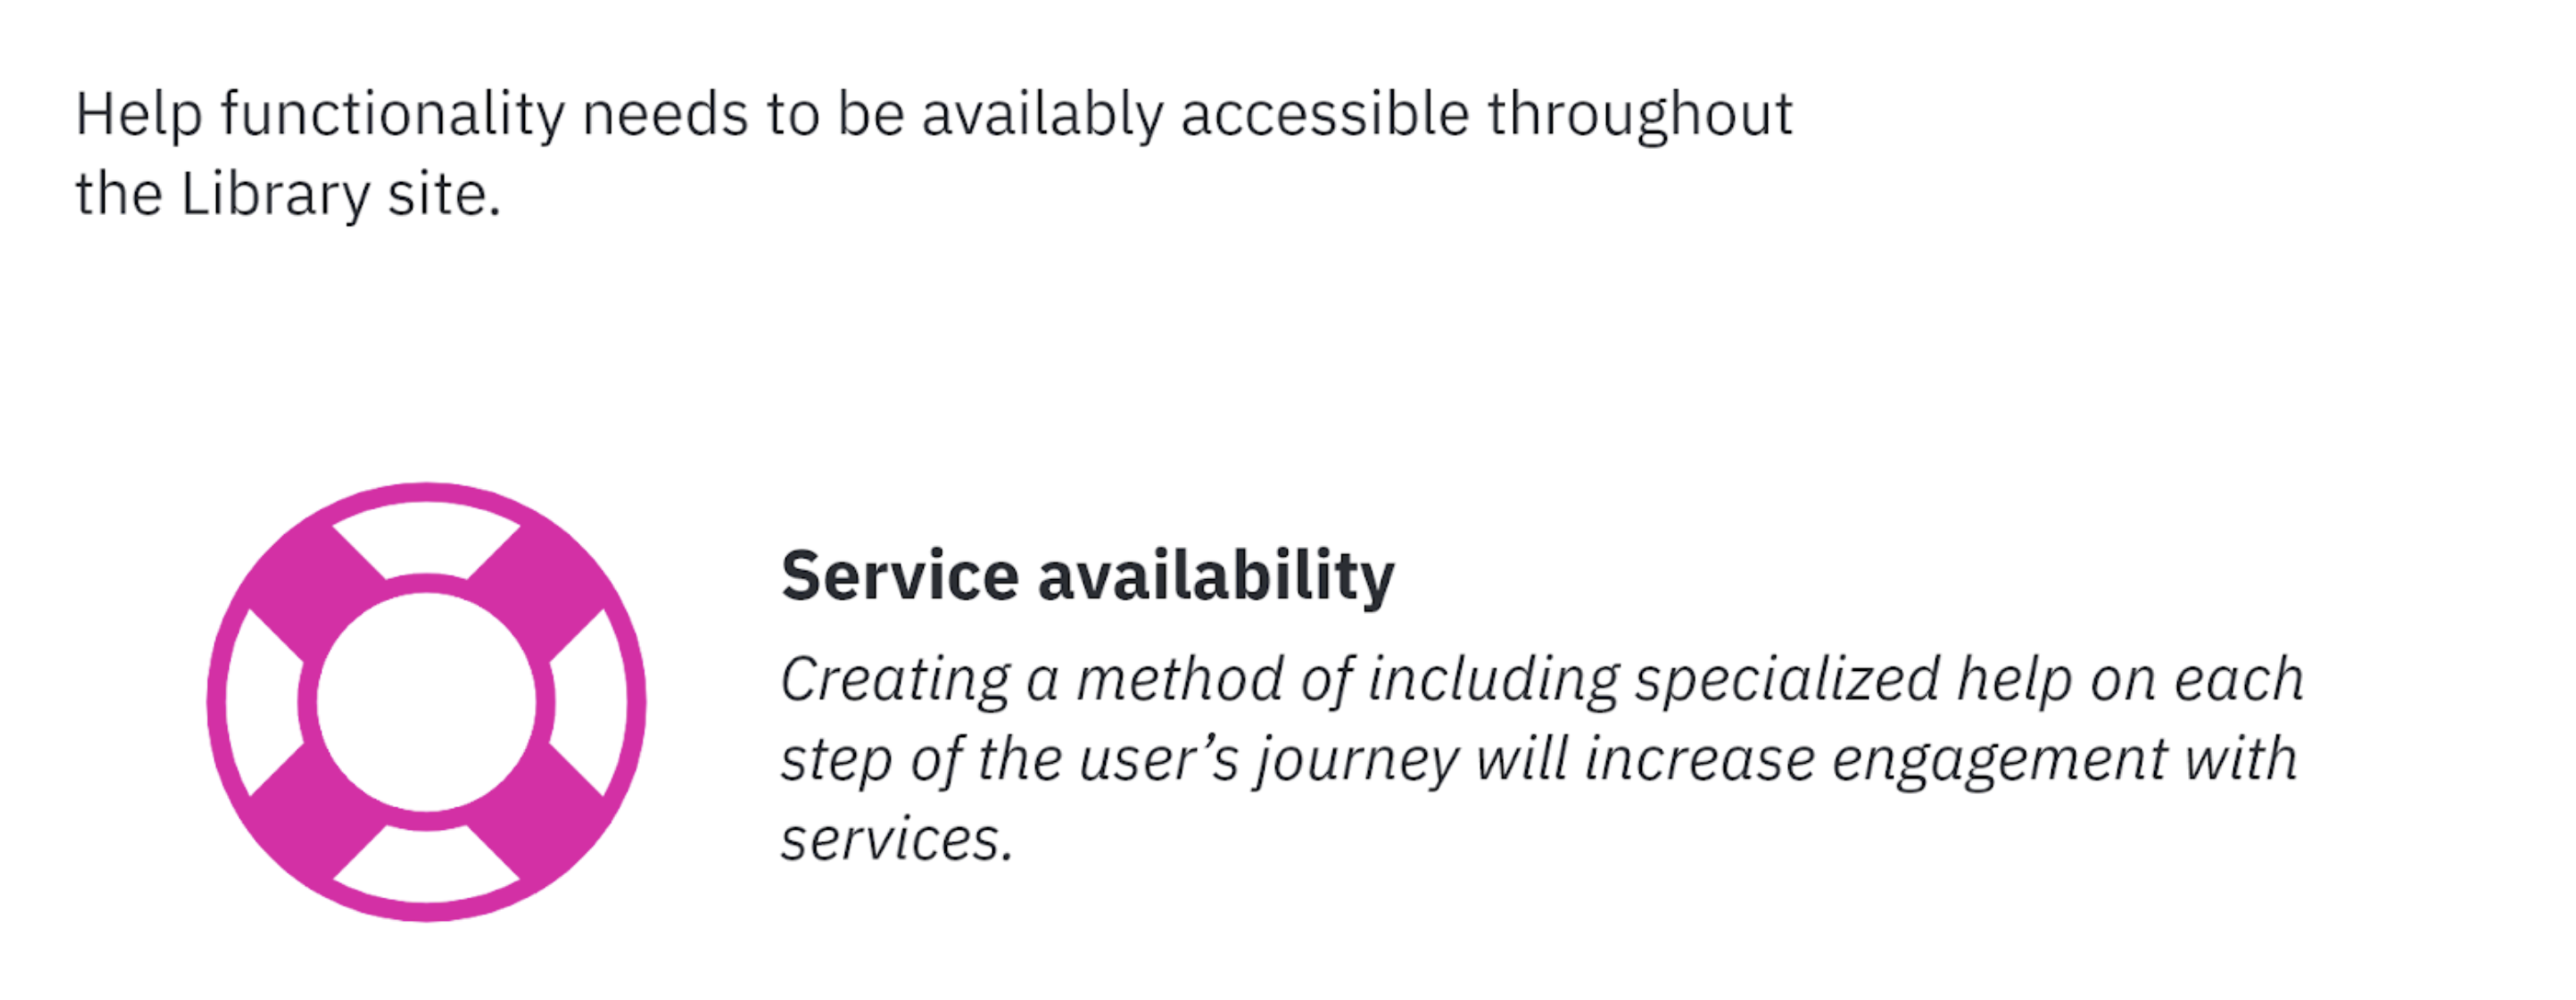 Help functionality needs to be availably accessible throughout
the Library site.
Service availability
Creating a method of including specialized help on each
step of the user’s journey will increase engagement with
services.